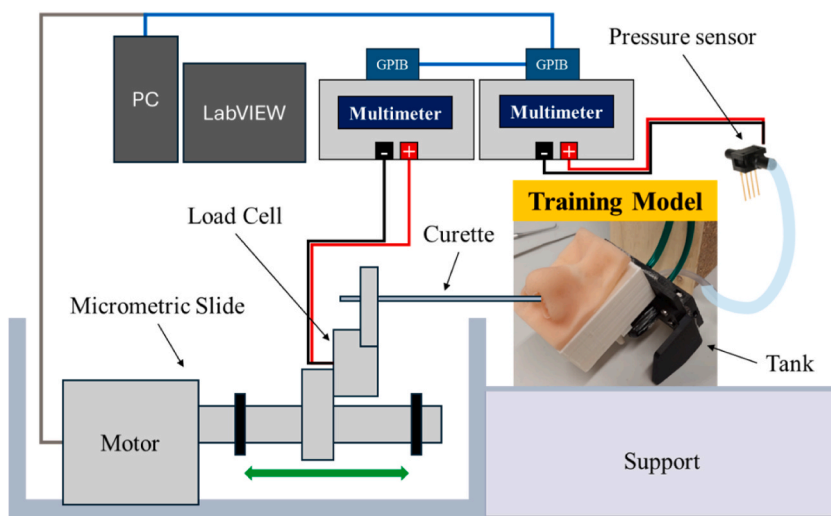 Pressure sensor
GPIB
GPIB
PC
LabVIEW
Multimeter
Multimeter
-
+
-
+
Training Model
Load Cell
Curette
Micrometric Slide
Tank
Motor
Support